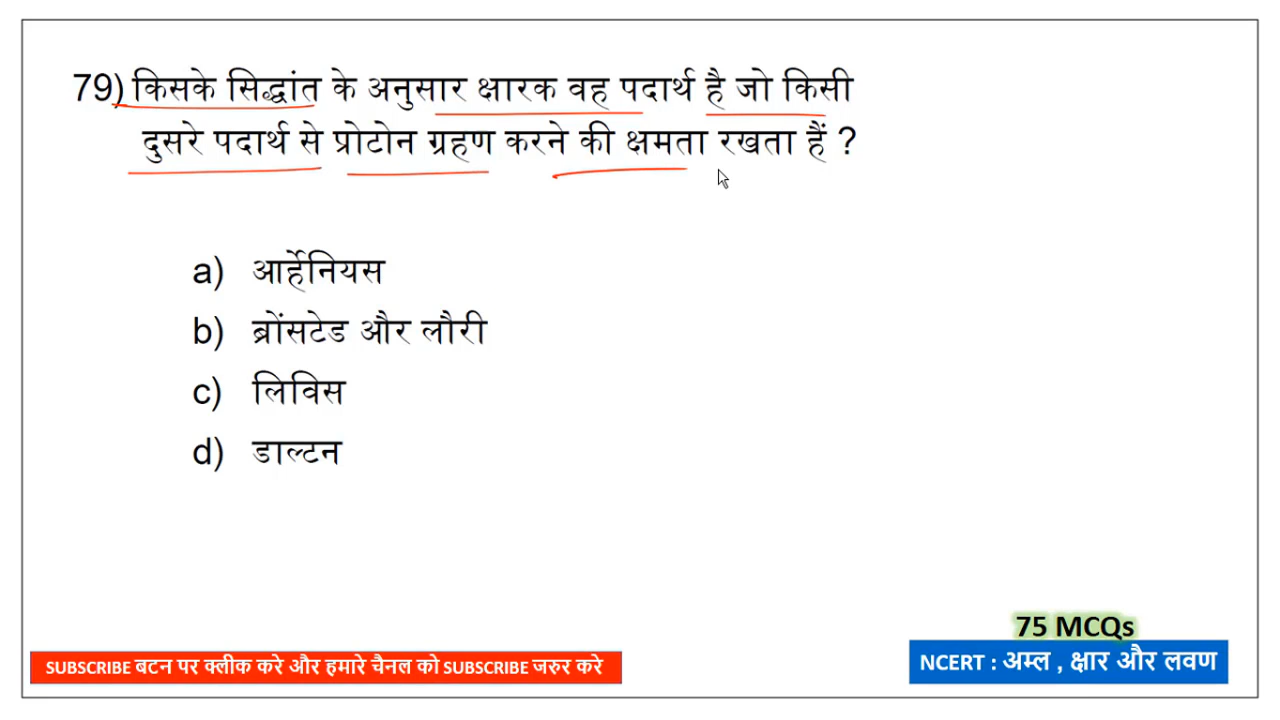 79) किसके सिद्धांत के अनुसार क्षारक वह पदार्थ है जो किसी
दुसरे पदार्थ से प्रोटोन ग्रहण करने की क्षमता रखता हैं ?
a) आर्हेनियस
b) ब्रोंसटेड और लौरी
c) लिविस
d) डाल्टन
75 MCQs
SUBSCRIBE बटन पर क्लीक करे और हमारे चैनल को SUBSCRIBE जरुर करे
NCERT : अम्ल , क्षार और लवण